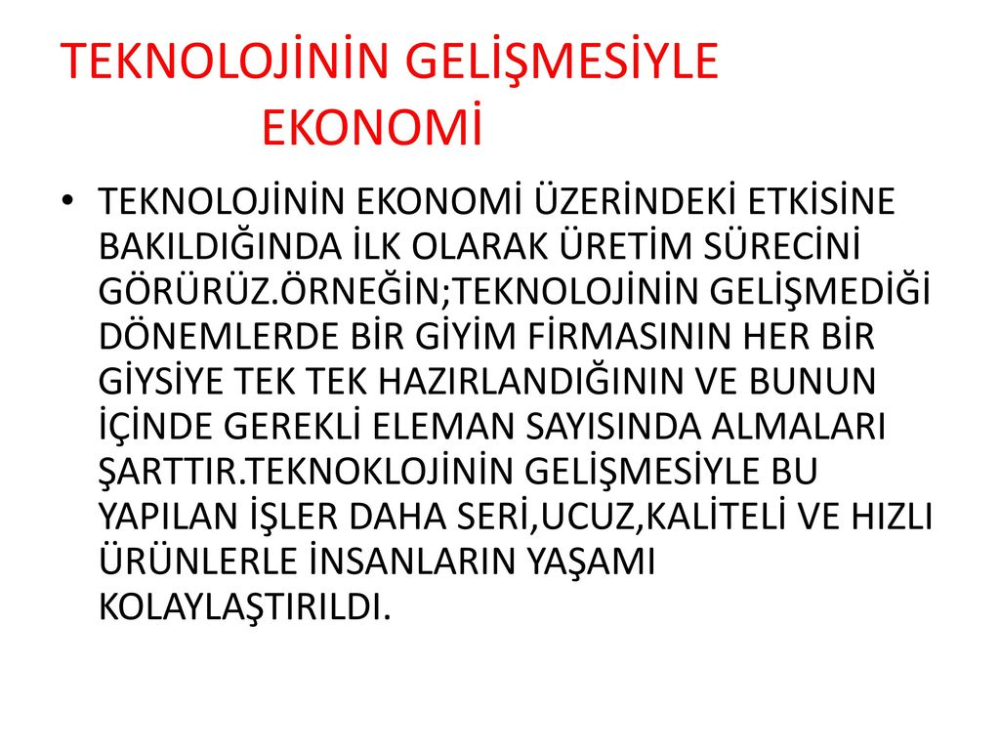 TEKNOLOJİNİN GELİŞMESİYLE
EKONOMİ
• TEKNOLOJİNİN EKONOMİ ÜZERİNDEKİ ETKİSİNE
BAKILDIĞINDA İLK OLARAK ÜRETİM SÜRECİNİ
GÖRÜRÜZ.ÖRNEĞİN;TEKNOLOJİNİN GELİŞMEDİĞİ
DÖNEMLERDE BİR GİYİM FİRMASININ HER BİR
GİYSİYE TEK TEK HAZIRLANDIĞININ VE BUNUN
İÇİNDE GEREKLİ ELEMAN SAYISINDA ALMALARI
ŞARTTIR.TEKNOKLOJİNİN GELİŞMESİYLE BU
YAPILAN İŞLER DAHA SERİ,UCUZ,KALİTELİ VE HIZLI
ÜRÜNLERLE İNSANLARIN YAŞAMI
KOLAYLAŞTIRILDI.